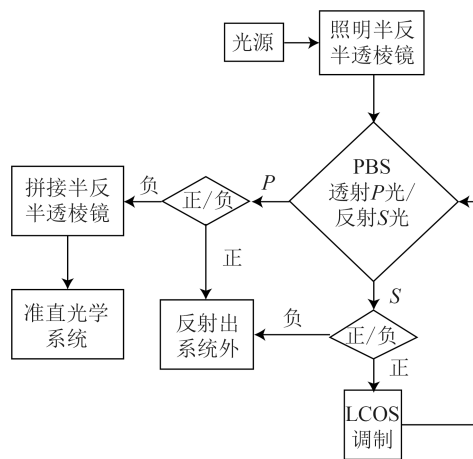 光源
照明半反
半透棱镜
PBS
透射P光/
反射S光
P
正/负
负
正
拼接半反
半透棱镜
准直光学
系统
反射出
系统外
S
正/负
负
正
LCOS
调制